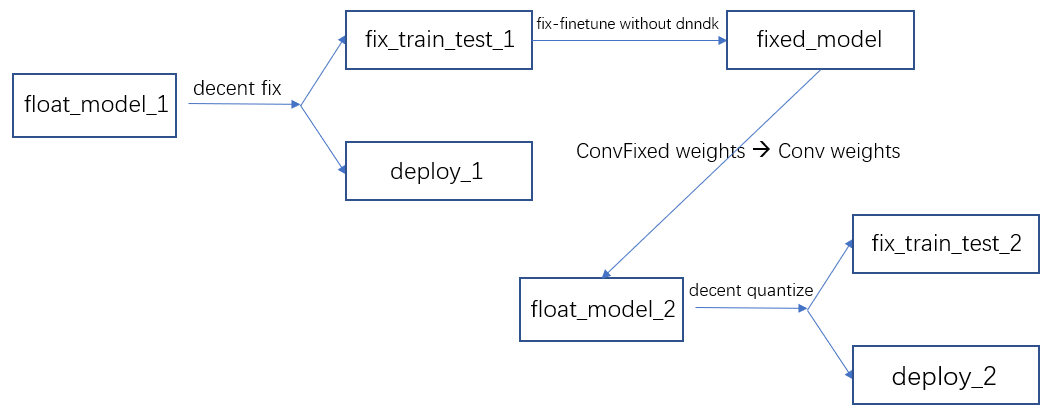 fix_train_test_1
fix-finetune without dnndk
fixed_model
float_model_1
decent fix
deploy_1
ConvFixed weights → Conv weights
fix_train_test_2
float_model_2
decent quantize
deploy_2